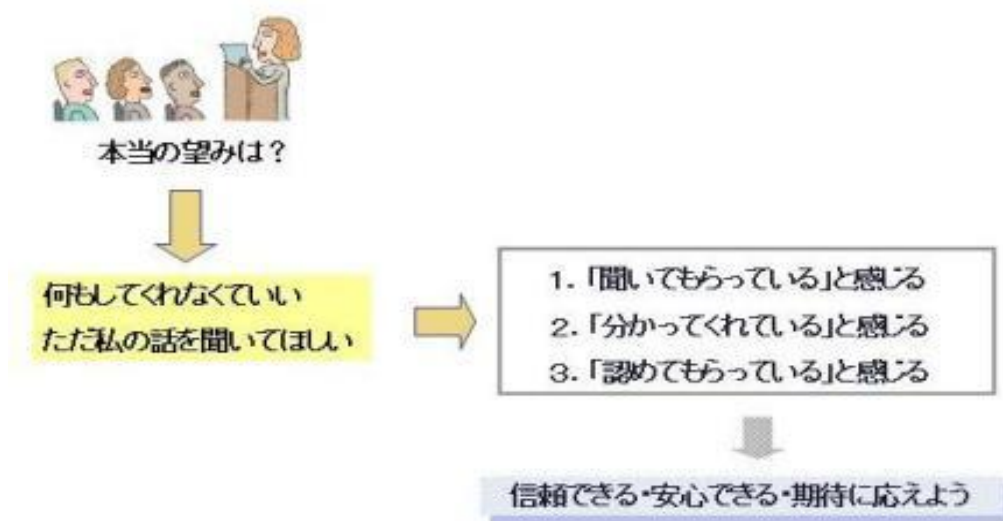 本当の望みは？
何もしてくれなくていい
ただ私の話を聞いてほしい
1.「聞いてもらっている」と感じる
2.「分かってくれている」と感じる
3.「認めてもらっている」と感じる
信頼できる・安心できる・期待に応えよう